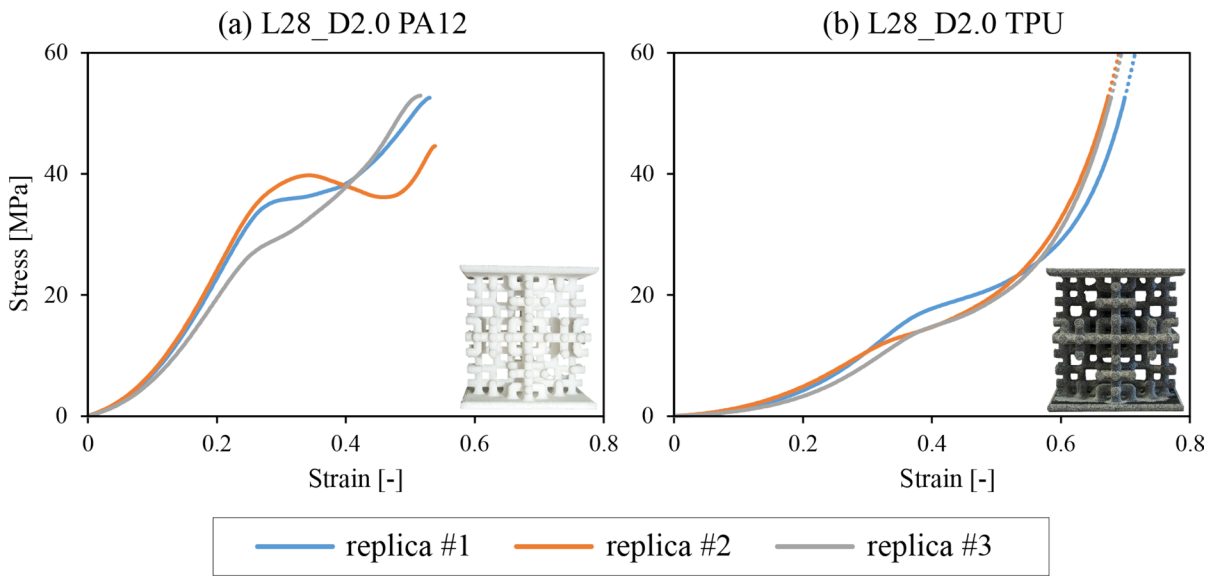 (a) L28_D2.0 PA12
(b) L28_D2.0 TPU
Stress [MPa]
60
40
20
0
0
0.2
0.4
0.6
0.8
Strain [-]
60
40
20
0
0
0.2
0.4
0.6
0.8
Strain [-]
replica #1
replica #2
replica #3